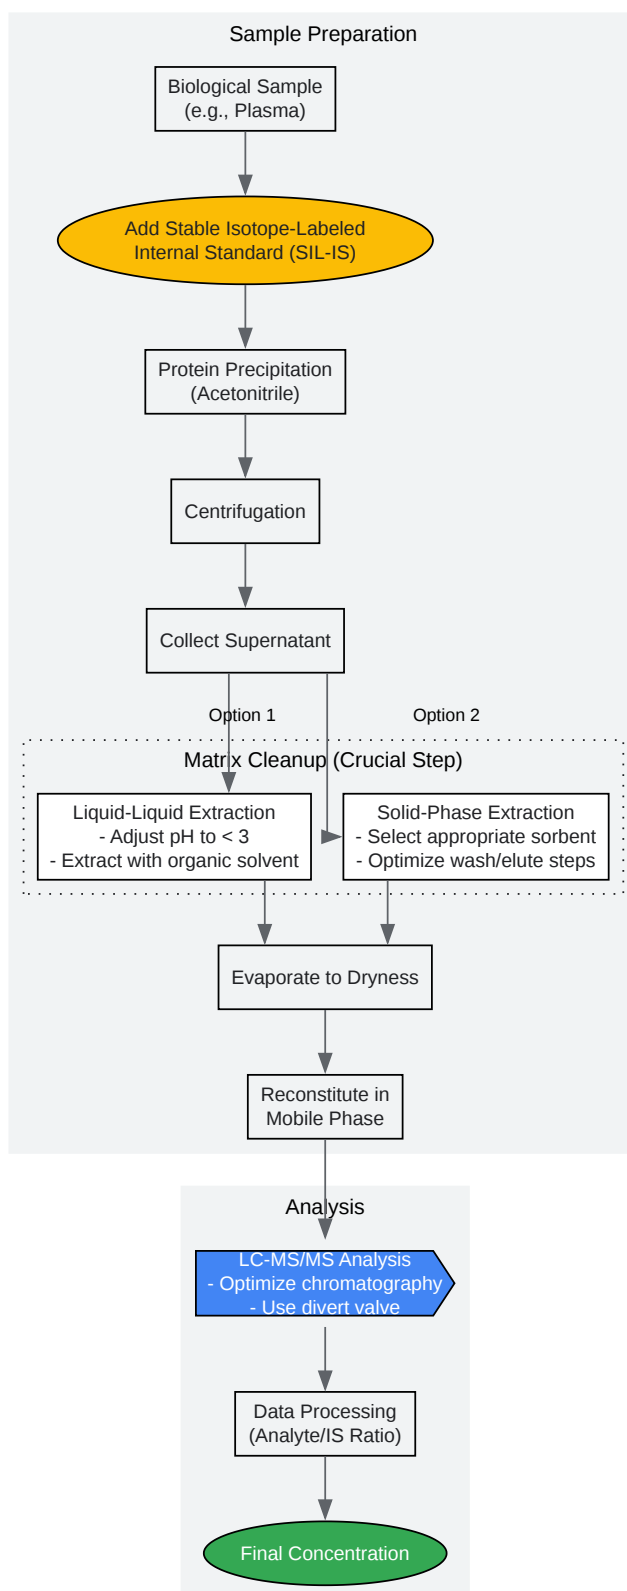 Sample Preparation
Biological Sample
(e.g., Plasma)
Add Stable Isotope-Labeled
Internal Standard (SIL-IS)
Protein Precipitation
(Acetonitrile)
Centrifugation
Collect Supernatant
Option 1
Option 2
Matrix Cleanup (Crucial Step)
Liquid-Liquid Extraction
- Adjust pH to < 3
- Extract with organic solvent
Solid-Phase Extraction
- Select appropriate sorbent
- Optimize wash/elute steps
Evaporate to Dryness
Reconstitute in
Mobile Phase
Analysis
LC-MS/MS Analysis
- Optimize chromatography
- Use divert valve
Data Processing
(Analyte/IS Ratio)
Final Concentration